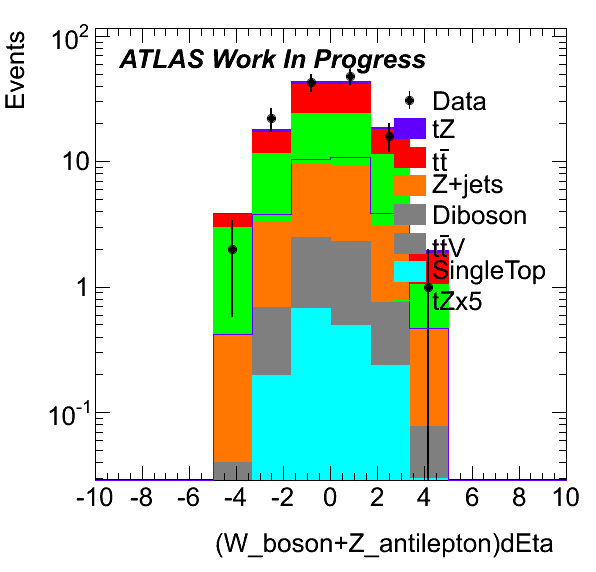 Events
10²
10
1
10⁻¹
ATLAS Work In Progress
Data
tZ
tt̄
Z+jets
Diboson
tt̄V
SingleTop
tZx5
-10 -8 -6 -4 -2 0 2 4 6 8 10
(W_boson+Z_antilepton)dEta